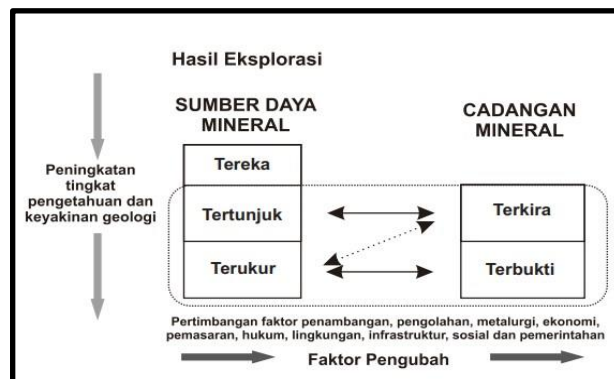 Hasil Eksplorasi
SUMBER DAYA
MINERAL
CADANGAN
MINERAL
Peningkatan
tingkat
pengetahuan dan
keyakinan geologi
Tereka
Tertunjuk
Terukur
Terkira
Terbukti
Pertimbangan faktor penambangan, pengolahan, metalurgi, ekonomi,
pemasaran, hukum, lingkungan, infrastruktur, sosial dan pemerintahan
Faktor Pengubah